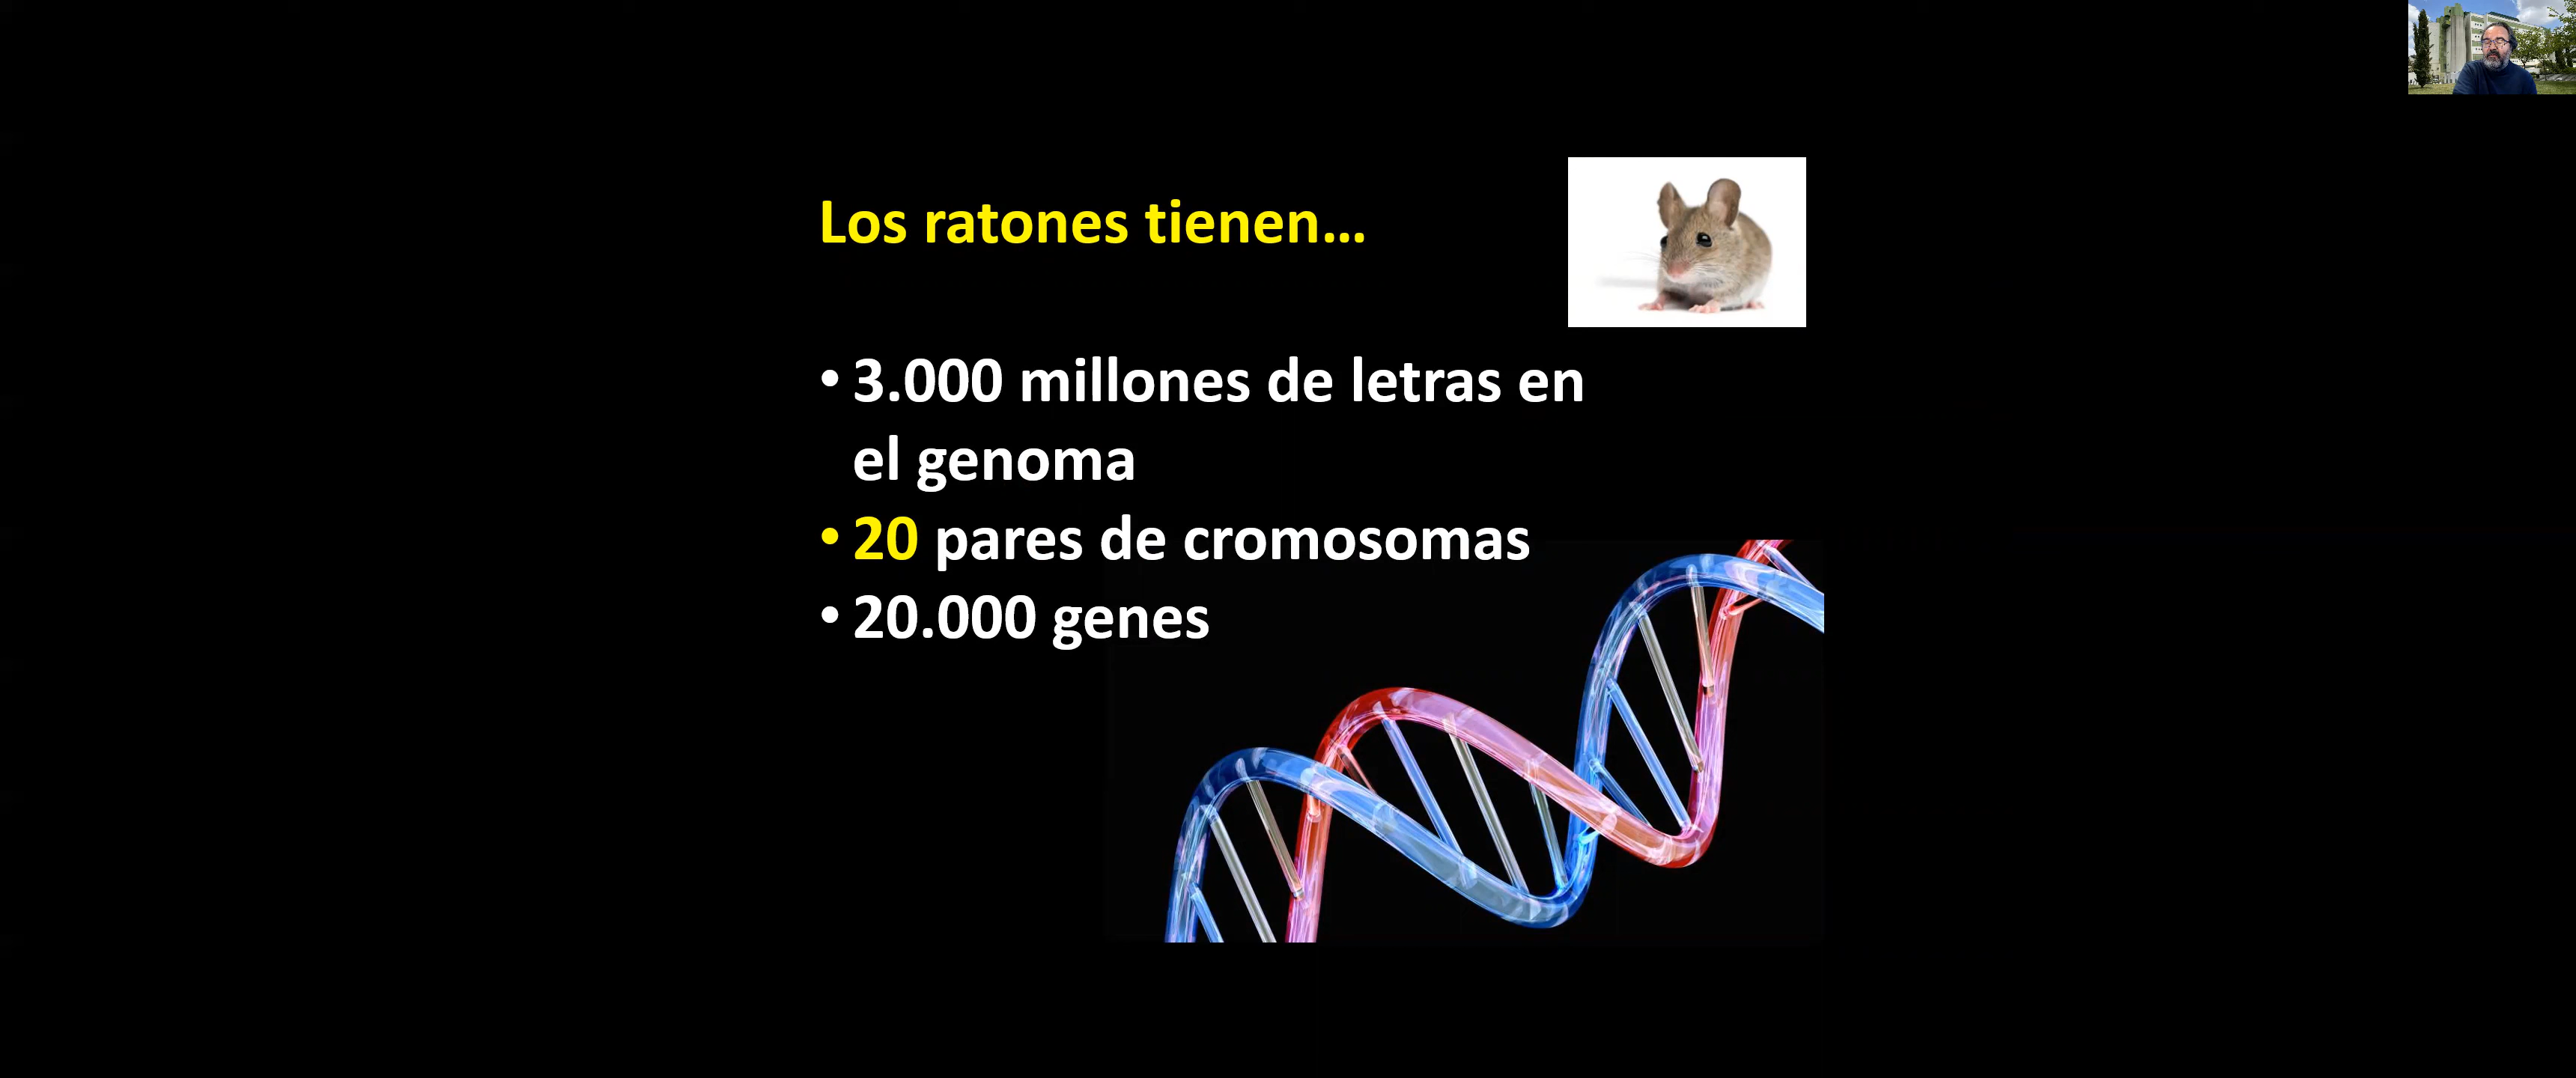 Los ratones tienen...
• 3.000 millones de letras en
el genoma
• 20 pares de cromosomas
• 20.000 genes